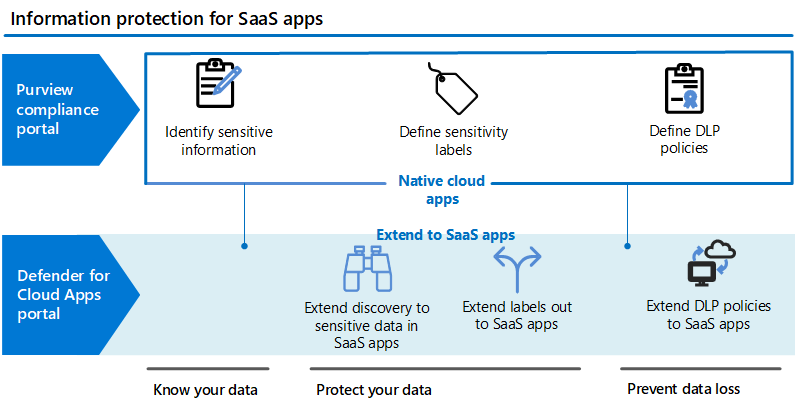 Information protection for SaaS apps
Purview
compliance
portal
Identify sensitive
information
Define sensitivity
labels
Define DLP
policies
Native cloud
apps
Extend to SaaS apps
Defender for
Cloud Apps
portal
Extend discovery to
sensitive data in
SaaS apps
Extend labels out
to SaaS apps
Extend DLP policies
to SaaS apps
Know your data
Protect your data
Prevent data loss